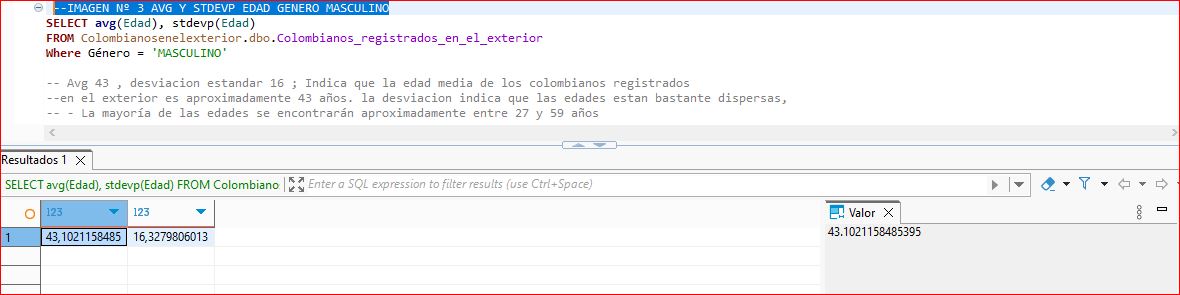 --IMAGEN Nº 3 AVG Y STDEVP EDAD GENERO MASCULINO
SELECT avg(Edad), stdevp(Edad)
FROM Colombianosenelexterior.dbo.Colombianos_registrados_en_el_exterior
Where Género = 'MASCULINO'
-- Avg 43 , desviacion estandar 16 ; Indica que la edad media de los colombianos registrados
--en el exterior es aproximadamente 43 años. la desviacion indica que las edades estan bastante dispersas,
-- - La mayoría de las edades se encontrarán aproximadamente entre 27 y 59 años
Resultados 1
SELECT avg(Edad), stdevp(Edad) FROM Colombiano
Enter a SQL expression to filter results (use Ctrl+Space)
123 123
1 43,1021158485 16,3279806013
Valor
43.1021158485395